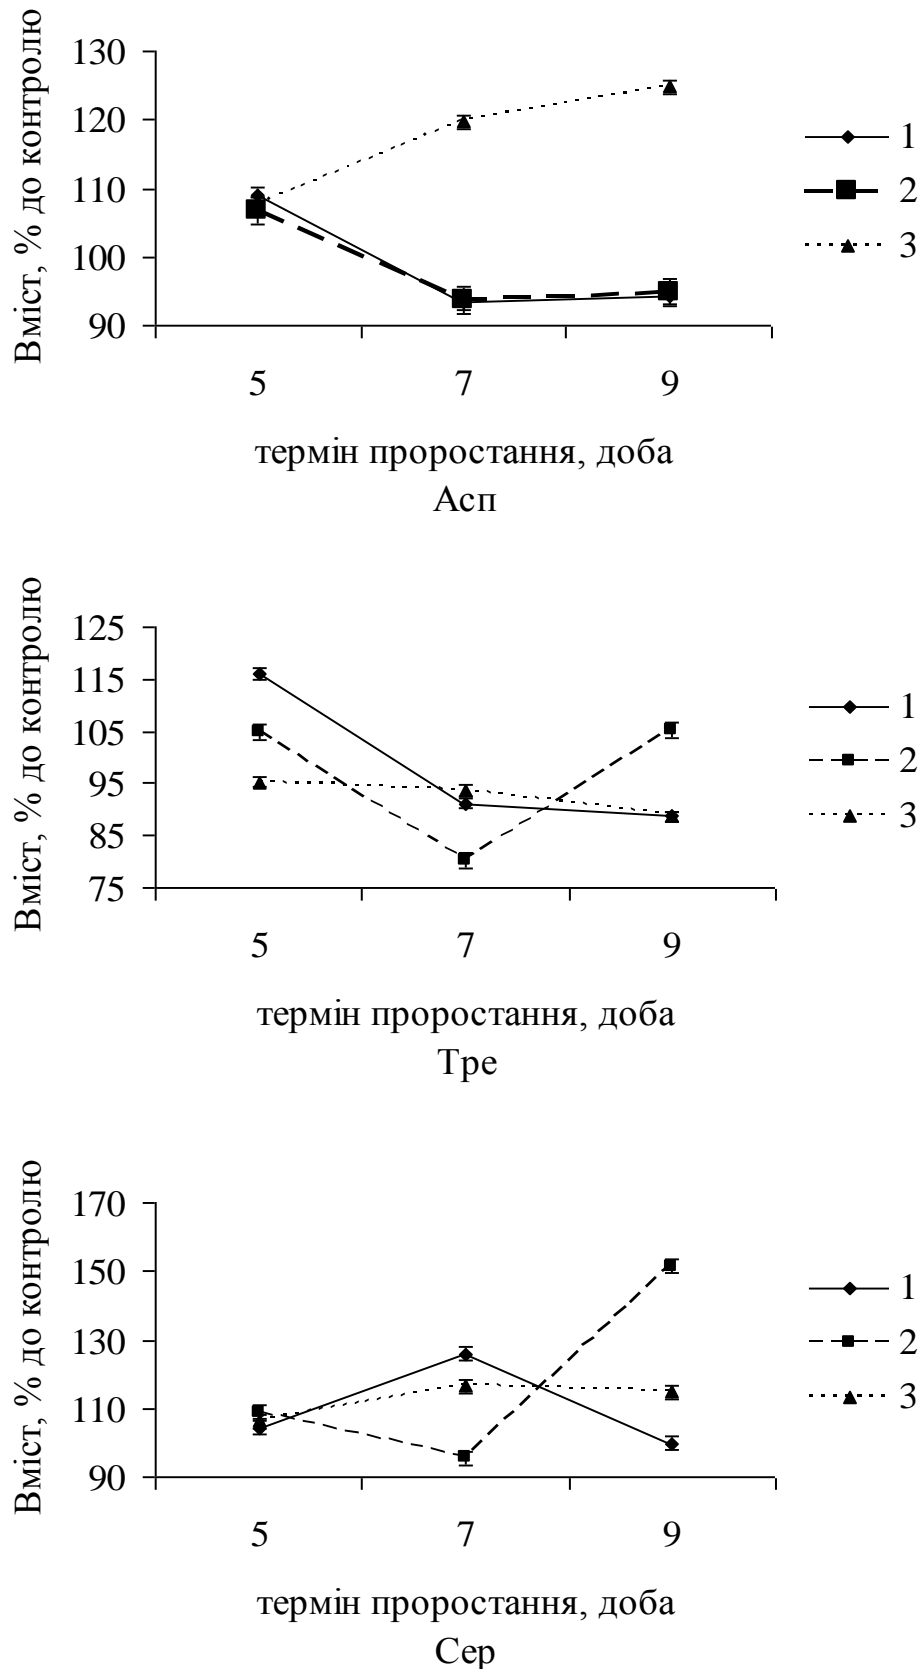 Вміст, % до контролю
130
120
110
100
90
5 7 9
термін проростання, доба
Асп
1
2
3
Вміст, % до контролю
125
115
105
95
85
75
5 7 9
термін проростання, доба
Тре
1
2
3
Вміст, % до контролю
170
150
130
110
90
5 7 9
термін проростання, доба
Сер
1
2
3